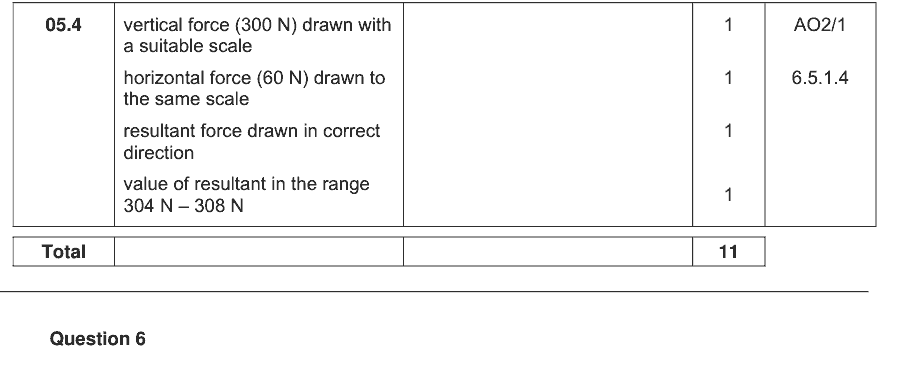 05.4 vertical force (300 N) drawn with 1 AO2/1
a suitable scale
horizontal force (60 N) drawn to 1 6.5.1.4
the same scale
resultant force drawn in correct 1
direction
value of resultant in the range 1
304 N – 308 N
Total 11
Question 6